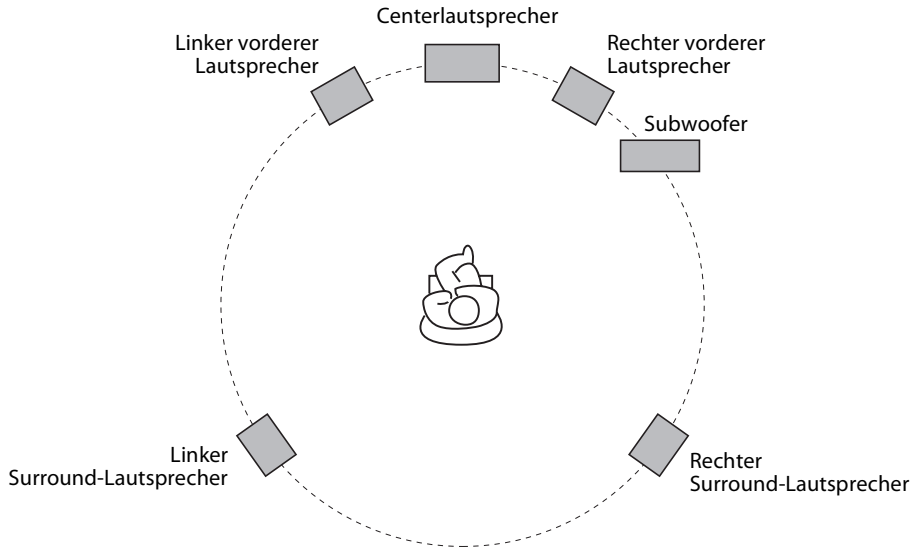 Centerlautsprecher
Linker vorderer
Lautsprecher
Rechter vorderer
Lautsprecher
Subwoofer
Linker
Surround-Lautsprecher
Rechter
Surround-Lautsprecher